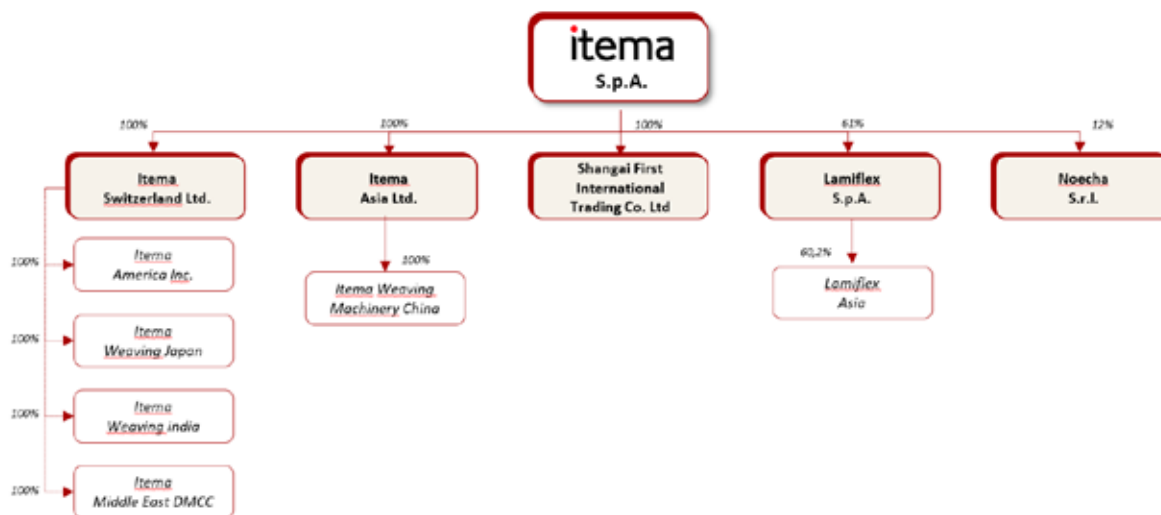 itema
S.p.A.
100%
100%
100%
61%
12%
Itema
Switzerland Ltd.
Itema
Asia Ltd.
Shangai First
International
Trading Co. Ltd
Lamiflex
S.p.A.
Noecha
S.r.l.
100%
Itema
America Inc.
100%
Itema Weaving
Machinery China
60,2%
Lamiflex
Asia
100%
Itema
Weaving Japan
100%
Itema
Weaving india
100%
Itema
Middle East DMCC